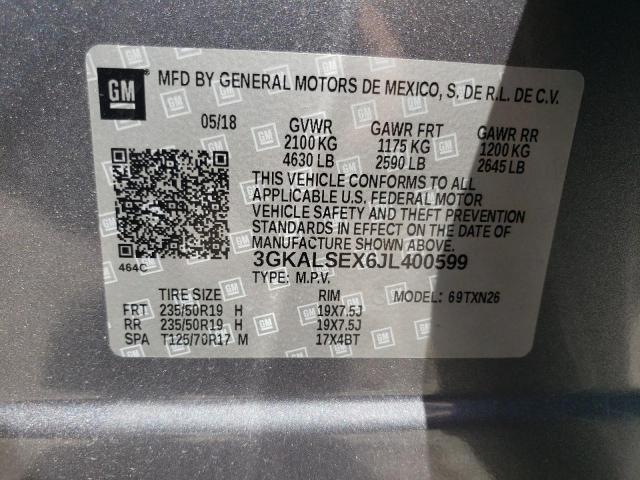 GM MFD BY GENERAL MOTORS DE MEXICO, S. DE R.L. DE C.V.
05/18 GVWR GAWR FRT GAWR RR
2100 KG 1175 KG 1200 KG
4630 LB 2590 LB 2645 LB
THIS VEHICLE CONFORMS TO ALL
APPLICABLE U.S. FEDERAL MOTOR
VEHICLE SAFETY AND THEFT PREVENTION
STANDARDS IN EFFECT ON THE DATE OF
MANUFACTURE SHOWN ABOVE.
464C 3GKALSEX6JL400599
TYPE: M.P.V.
TIRE SIZE RIM MODEL: 69TXN26
FRT 235/50R19 H 19X7.5J
RR 235/50R19 H 19X7.5J
SPA T125/70R17 M 17X4BT